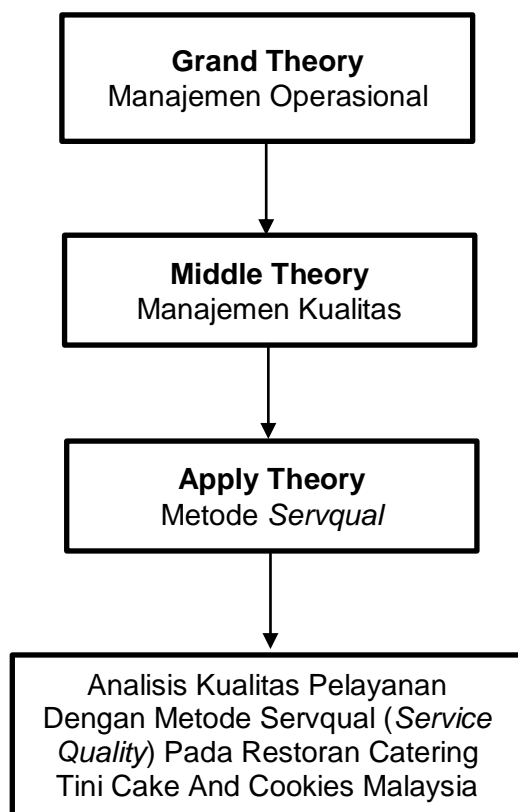 Grand Theory
Manajemen Operasional
Middle Theory
Manajemen Kualitas
Apply Theory
Metode Servqual
Analisis Kualitas Pelayanan
Dengan Metode Servqual (Service
Quality) Pada Restoran Catering
Tini Cake And Cookies Malaysia